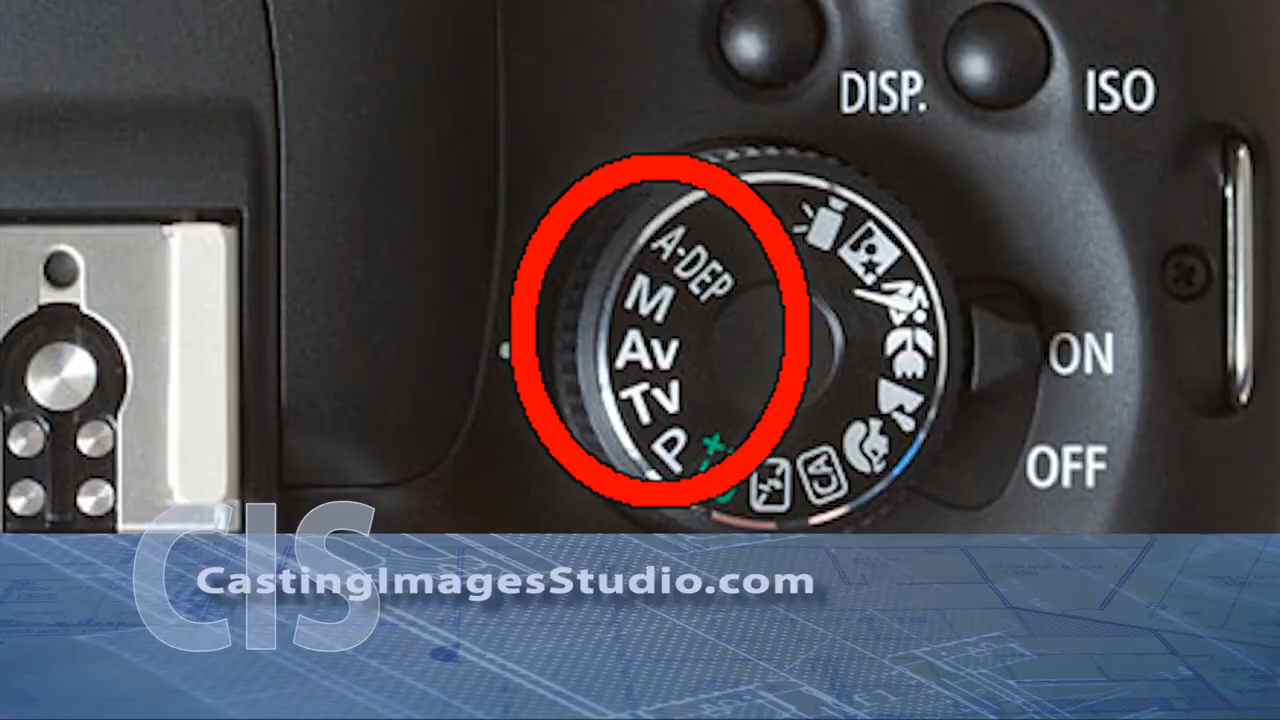 DISP.
ISO
A-DEP
M
Av
Tv
P
CA
ON
OFF
CIS
CastingImagesStudio.com